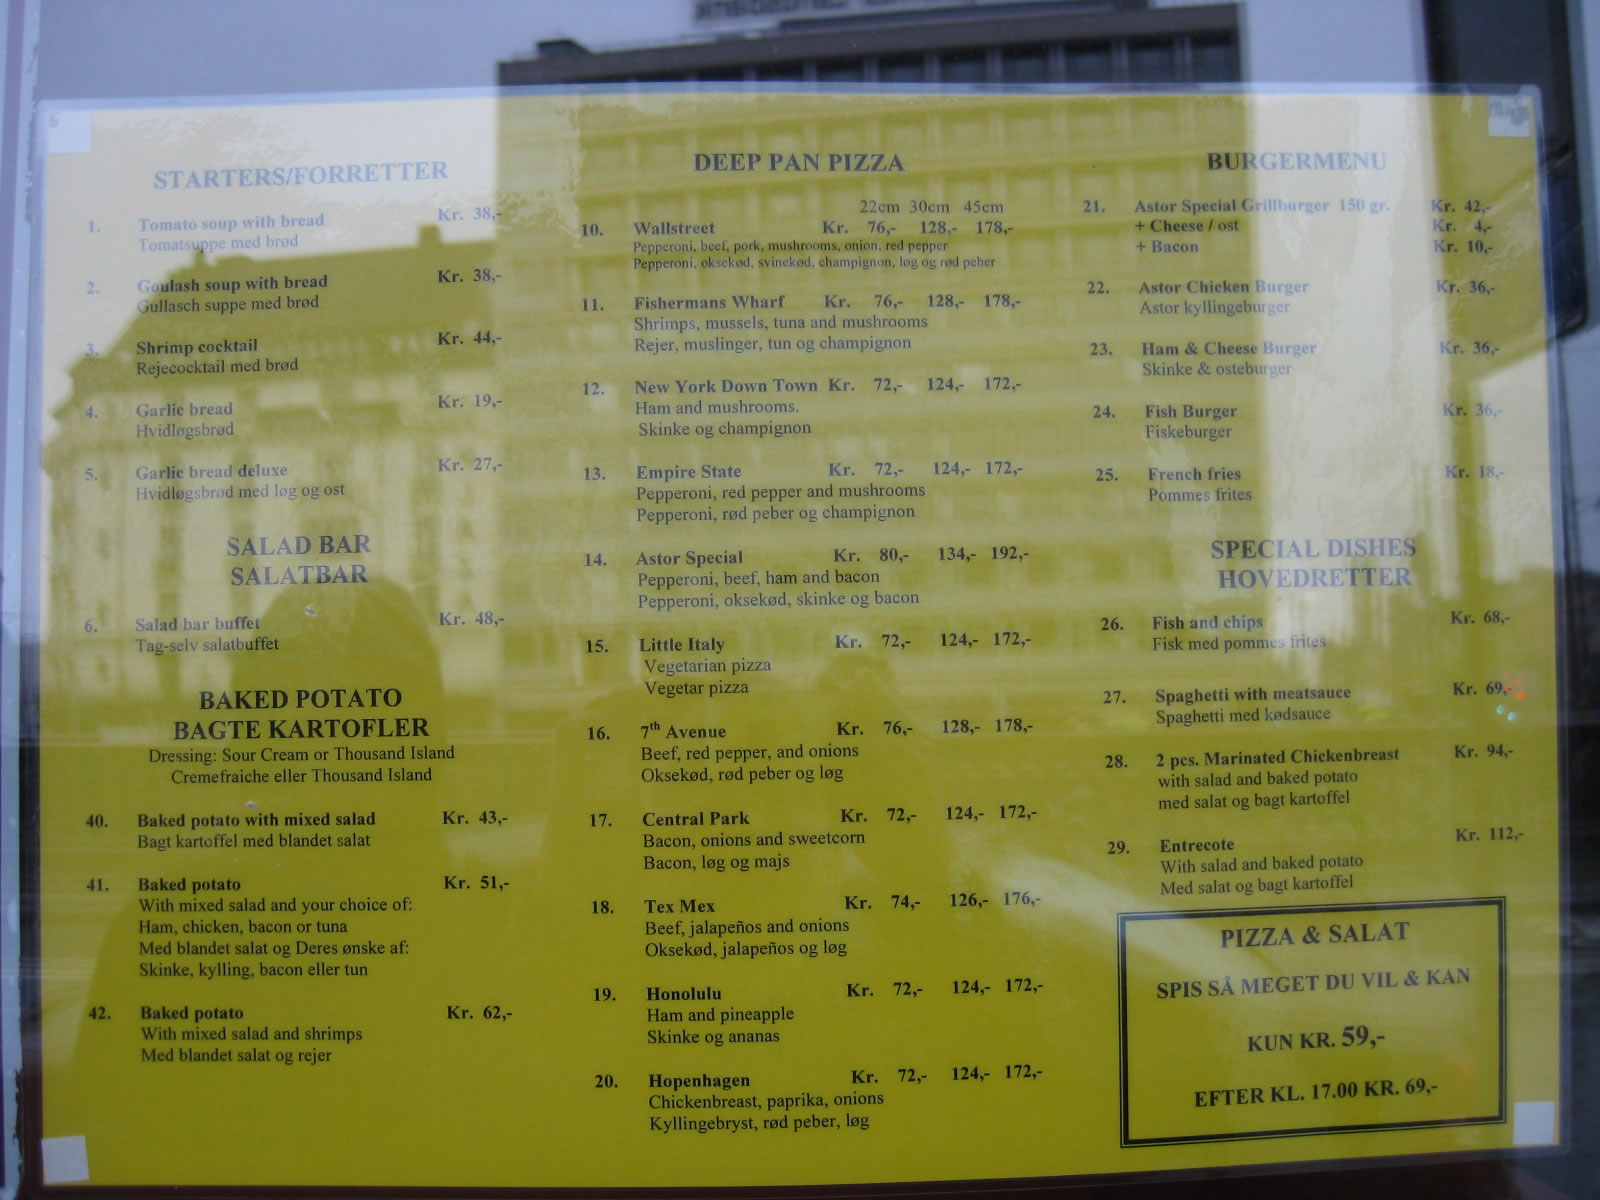 STARTERS/FORRETTER
1. Tomato soup with bread Kr. 38,-
Tomatsuppe med brød
2. Goulash soup with bread Kr. 38,-
Gullasch suppe med brød
3. Shrimp cocktail Kr. 44,-
Rejecocktail med brød
4. Garlic bread Kr. 19,-
Hvidløgsbrød
5. Garlic bread deluxe Kr. 27,-
Hvidløgsbrød med løg og ost
SALAD BAR
SALATBAR
6. Salad bar buffet Kr. 48,-
Tag-selv salatbuffet
BAKED POTATO
BAGTE KARTOFLER
Dressing: Sour Cream or Thousand Island
Cremefraiche eller Thousand Island
40. Baked potato with mixed salad Kr. 43,-
Bagt kartoffel med blandet salat
41. Baked potato Kr. 51,-
With mixed salad and your choice of:
Ham, chicken, bacon or tuna
Med blandet salat og Deres ønske af:
Skinke, kylling, bacon eller tun
42. Baked potato Kr. 62,-
With mixed salad and shrimps
Med blandet salat og rejer
DEEP PAN PIZZA
22cm 30cm 45cm
10. Wallstreet Kr. 76,- 128,- 178,-
Pepperoni, beef, pork, mushrooms, onion, red pepper
Pepperoni, oksekød, svinekød, champignon, løg og rød peber
11. Fishermans Wharf Kr. 76,- 128,- 178,-
Shrimps, mussels, tuna and mushrooms
Rejer, muslinger, tun og champignon
12. New York Down Town Kr. 72,- 124,- 172,-
Ham and mushrooms.
Skinke og champignon
13. Empire State Kr. 72,- 124,- 172,-
Pepperoni, red pepper and mushrooms
Pepperoni, rød peber og champignon
14. Astor Special Kr. 80,- 134,- 192,-
Pepperoni, beef, ham and bacon
Pepperoni, oksekød, skinke og bacon
15. Little Italy Kr. 72,- 124,- 172,-
Vegetarian pizza
Vegetar pizza
16. 7th Avenue Kr. 76,- 128,- 178,-
Beef, red pepper, and onions
Oksekød, rød peber og løg
17. Central Park Kr. 72,- 124,- 172,-
Bacon, onions and sweetcorn
Bacon, løg og majs
18. Tex Mex Kr. 74,- 126,- 176,-
Beef, jalapeños and onions
Oksekød, jalapeños og løg
19. Honolulu Kr. 72,- 124,- 172,-
Ham and pineapple
Skinke og ananas
20. Hopenhagen Kr. 72,- 124,- 172,-
Chickenbreast, paprika, onions
Kyllingebryst, rød peber, løg
BURGERMENU
21. Astor Special Grillburger 150 gr. Kr. 42,-
+ Cheese / ost Kr. 4,-
+ Bacon Kr. 10,-
22. Astor Chicken Burger Kr. 36,-
Astor kyllingeburger
23. Ham & Cheese Burger Kr. 36,-
Skinke & osteburger
24. Fish Burger Kr. 36,-
Fiskeburger
25. French fries Kr. 18,-
Pommes frites
SPECIAL DISHES
HOVEDRETTER
26. Fish and chips Kr. 68,-
Fisk med pommes frites
27. Spaghetti with meatsauce Kr. 69,-
Spaghetti med kødsauce
28. 2 pcs. Marinated Chickenbreast Kr. 94,-
with salad and baked potato
med salat og bagt kartoffel
29. Entrecote Kr. 112,-
With salad and baked potato
Med salat og bagt kartoffel
PIZZA & SALAT
SPIS SÅ MEGET DU VIL & KAN
KUN KR. 59,-
EFTER KL. 17.00 KR. 69,-